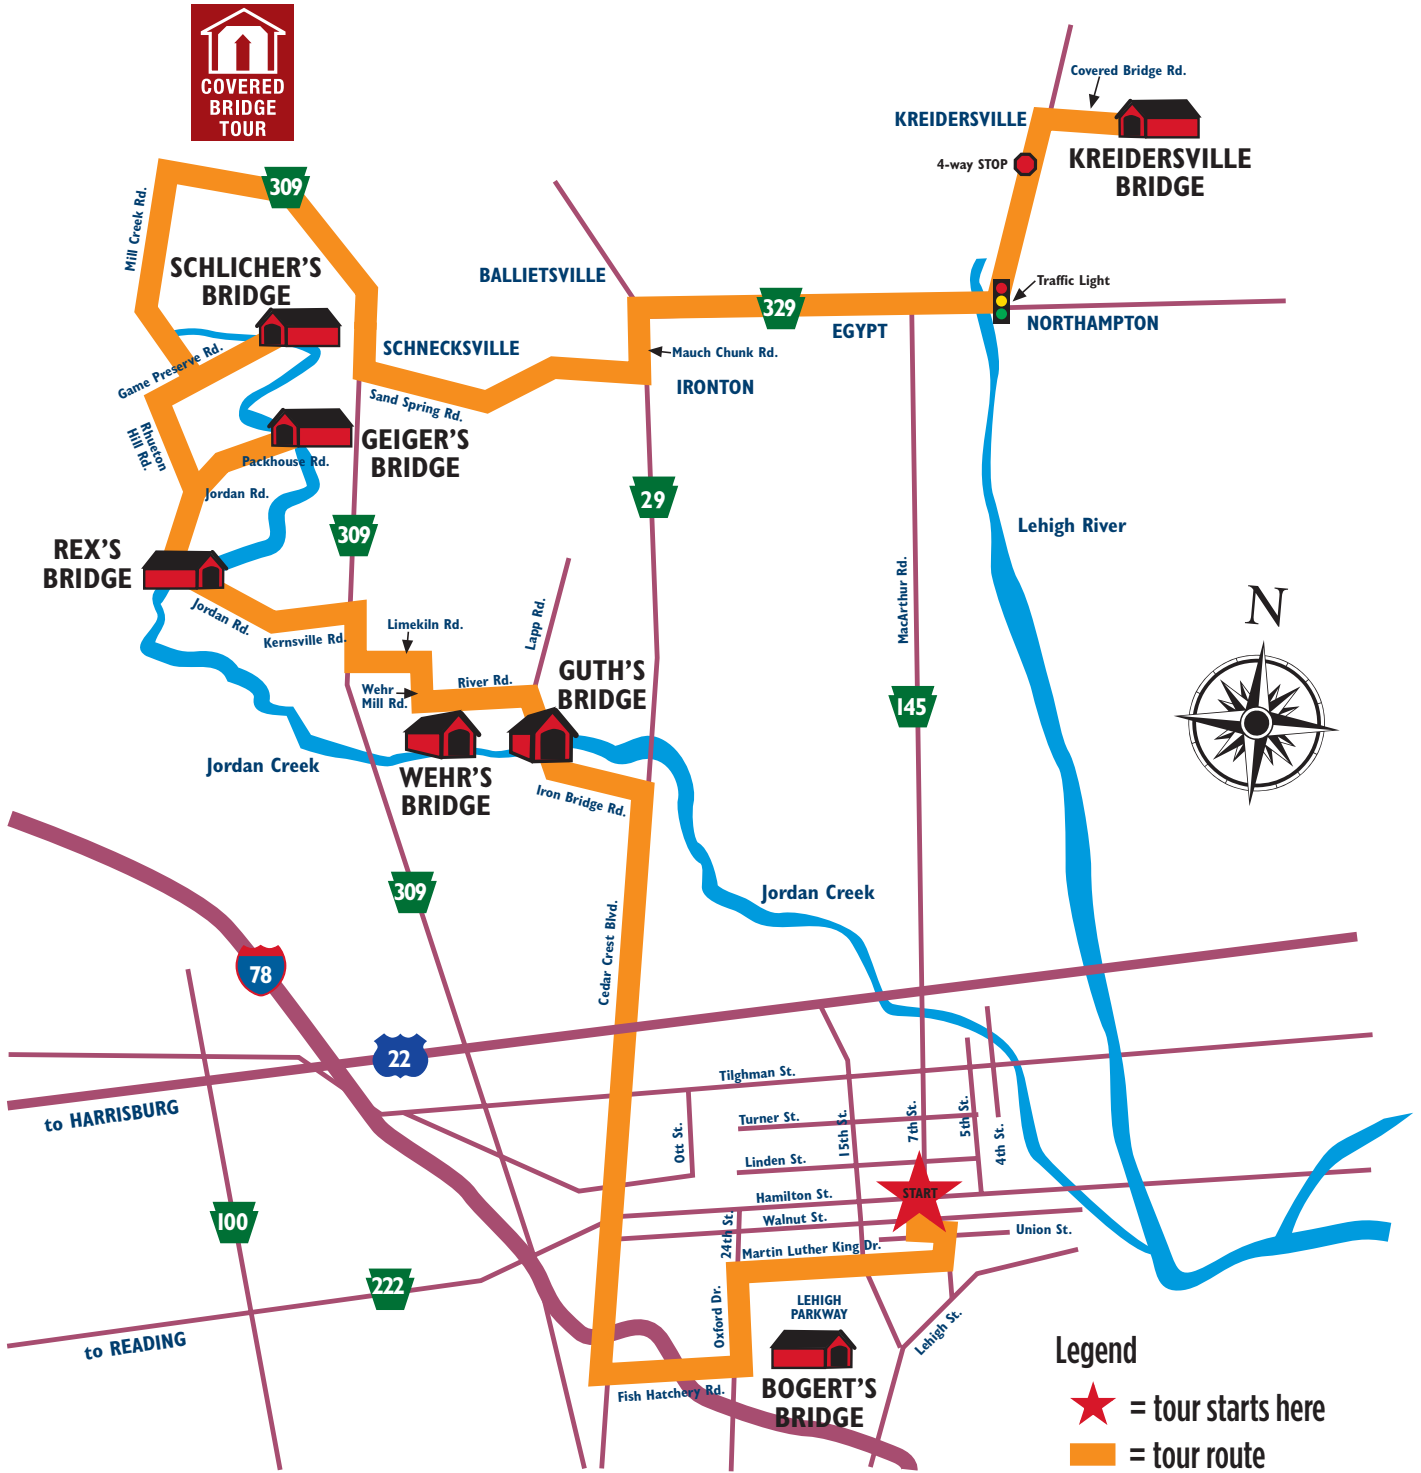 COVERED
BRIDGE
TOUR
Covered Bridge Rd.
KREIDERSVILLE
4-way STOP
KREIDERSVILLE
BRIDGE
309
Mill Creek Rd.
SCHLICHER'S
BRIDGE
BALLIETSVILLE
329
EGYPT
Traffic Light
NORTHAMPTON
SCHNECKSVILLE
Mauch Chunk Rd.
IRONTON
Game Preserve Rd.
Sand Spring Rd.
Rhueton
Hill Rd.
GEIGER'S
BRIDGE
Packhouse Rd.
Jordan Rd.
29
309
Lehigh River
REX'S
BRIDGE
Jordan Rd.
Kernsville Rd.
Limekiln Rd.
Lapp Rd.
MacArthur Rd.
N
Wehr
Mill Rd.
River Rd.
GUTH'S
BRIDGE
145
Jordan Creek
WEHR'S
BRIDGE
Iron Bridge Rd.
309
Jordan Creek
Cedar Crest Blvd.
78
22
to HARRISBURG
Tilghman St.
Turner St.
Ott St.
15th St.
7th St.
5th St.
4th St.
Linden St.
Hamilton St.
START
Walnut St.
24th St.
Union St.
Martin Luther King Dr.
100
222
to READING
Oxford Dr.
LEHIGH
PARKWAY
Lehigh St.
Fish Hatchery Rd.
BOGERT'S
BRIDGE
Legend
= tour starts here
= tour route